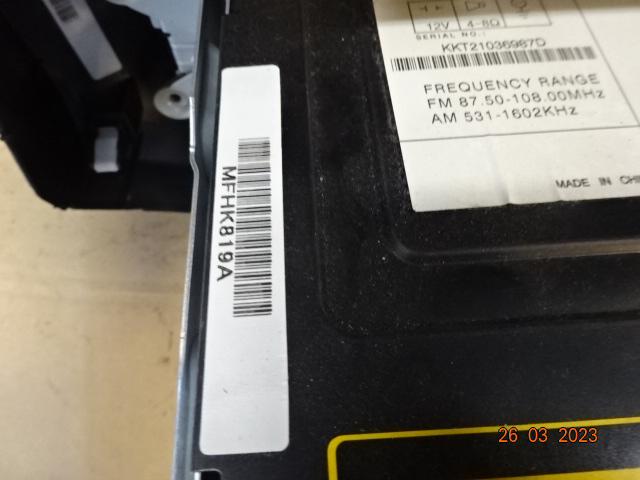 12V 4-8Ω
SERIAL NO.:
KKT21036987D
FREQUENCY RANGE
FM 87.50-108.00MHz
AM 531-1602KHz
MADE IN
MFHK819A
26 03 2023